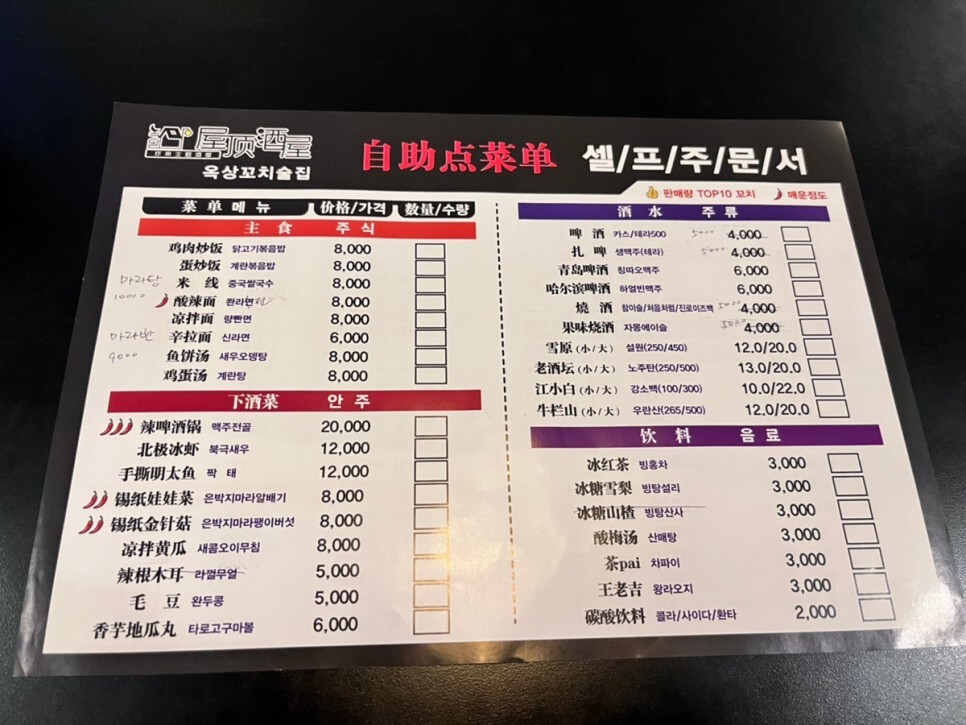 屋顶酒屋
옥상꼬치술집
自助点菜单 셀/프/주/문/서
판매량 TOP10 꼬치 매운정도
菜单메뉴 价格/가격 数量/수량
主食 주식
鸡肉炒饭 닭고기볶음밥 8,000
蛋炒饭 계란볶음밥 8,000
마라탕 米线 중국쌀국수 8,000
10000 酸辣面 쏸라면 8,000
凉拌面 량빤면 8,000
마라반 辛拉面 신라면 6,000
9000 鱼饼汤 새우오뎅탕 8,000
鸡蛋汤 계란탕 8,000
下酒菜 안주
辣啤酒锅 맥주전골 20,000
北极冰虾 북극새우 12,000
手撕明太鱼 짝태 12,000
锡纸娃娃菜 은박지마라알배기 8,000
锡纸金针菇 은박지마라팽이버섯 8,000
凉拌黄瓜 새콤오이무침 8,000
辣根木耳 라껄무얼 5,000
毛豆 완두콩 5,000
香芋地瓜丸 타로고구마볼 6,000
酒水 주류
啤酒 카스/테라500 5000 4,000
扎啤 생맥주(테라) 5000 4,000
青岛啤酒 칭따오맥주 6,000
哈尔滨啤酒 하얼빈맥주 6,000
烧酒 참이슬/처음처럼/진로이즈백 5000 4,000
果味烧酒 자몽에이슬 5000 4,000
雪原(小/大) 설원(250/450) 12.0/20.0
老酒坛(小/大) 노주탄(250/500) 13.0/20.0
江小白(小/大) 강소백(100/300) 10.0/22.0
牛栏山(小/大) 우란산(265/500) 12.0/20.0
饮料 음료
冰红茶 빙홍차 3,000
冰糖雪梨 빙탕설리 3,000
冰糖山楂 빙탕산사 3,000
酸梅汤 산매탕 3,000
茶pai 차파이 3,000
王老吉 왕라오지 3,000
碳酸饮料 콜라/사이다/환타 2,000